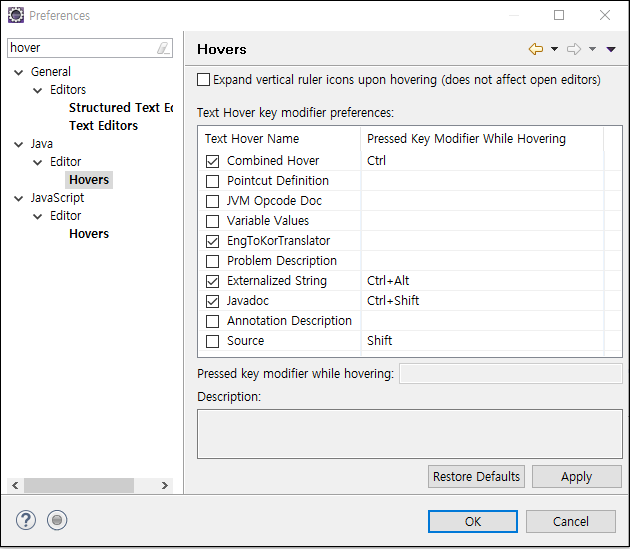 Preferences
hover
General
Editors
Structured Text Ed
Text Editors
Java
Editor
Hovers
JavaScript
Editor
Hovers
Hovers
Expand vertical ruler icons upon hovering (does not affect open editors)
Text Hover key modifier preferences:
Text Hover Name Pressed Key Modifier While Hovering
Combined Hover Ctrl
Pointcut Definition
JVM Opcode Doc
Variable Values
EngToKorTranslator
Problem Description
Externalized String Ctrl+Alt
Javadoc Ctrl+Shift
Annotation Description
Source Shift
Pressed key modifier while hovering:
Description:
Restore Defaults Apply
OK Cancel